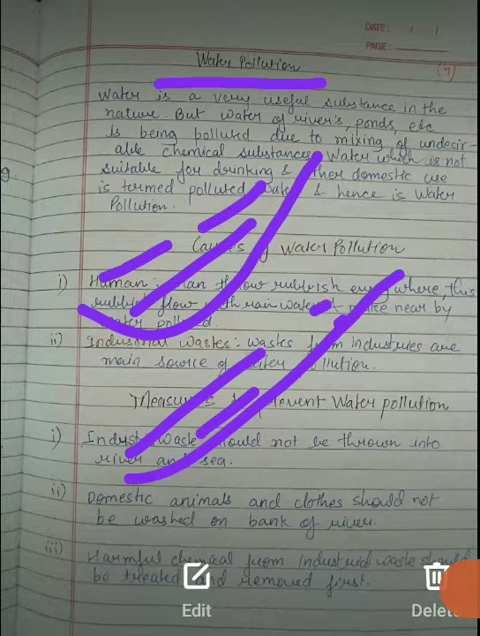 DATE: / /
PAGE:
(7)
Water Pollution
Water is a very useful substance in the
nature. But water of river's, ponds, etc
is being polluted due to mixing of undesir-
able chemical substances. Water which is not
suitable for drinking & other domestic use
is termed polluted water & hence is Water
Pollution.
Causes of Water Pollution
i) Human: Man throw rubbish everywhere, this
rubbish flow with rain water & make near by
water polluted.
ii) Industrial wastes: wastes from industries are
main source of water pollution.
Measures to prevent Water pollution
i) Indust Waste should not be thrown into
river and sea.
ii) Domestic animals and clothes should not
be washed on bank of river.
iii) Harmful chemical from industrial waste should
be treated and removed first.
Edit
Delete